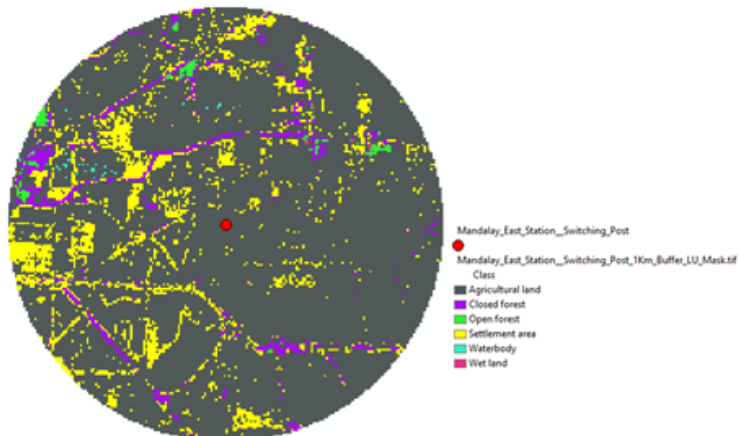 Mandalay_East_Station__Switching_Post
Mandalay_East_Station__Switching_Post_1Km_Buffer_LU_Mask.tif
Class
Agricultural land
Closed forest
Open forest
Settlement area
Waterbody
Wet land